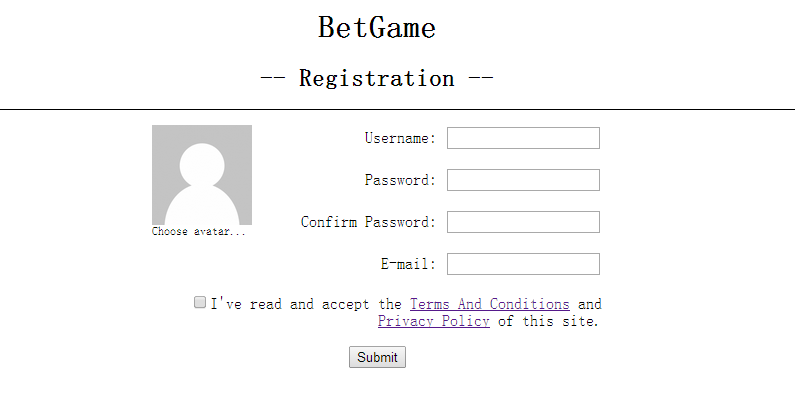 BetGame
-- Registration --
Username:
Password:
Confirm Password:
E-mail:
Choose avatar...
I've read and accept the Terms And Conditions and
Privacy Policy of this site.
Submit